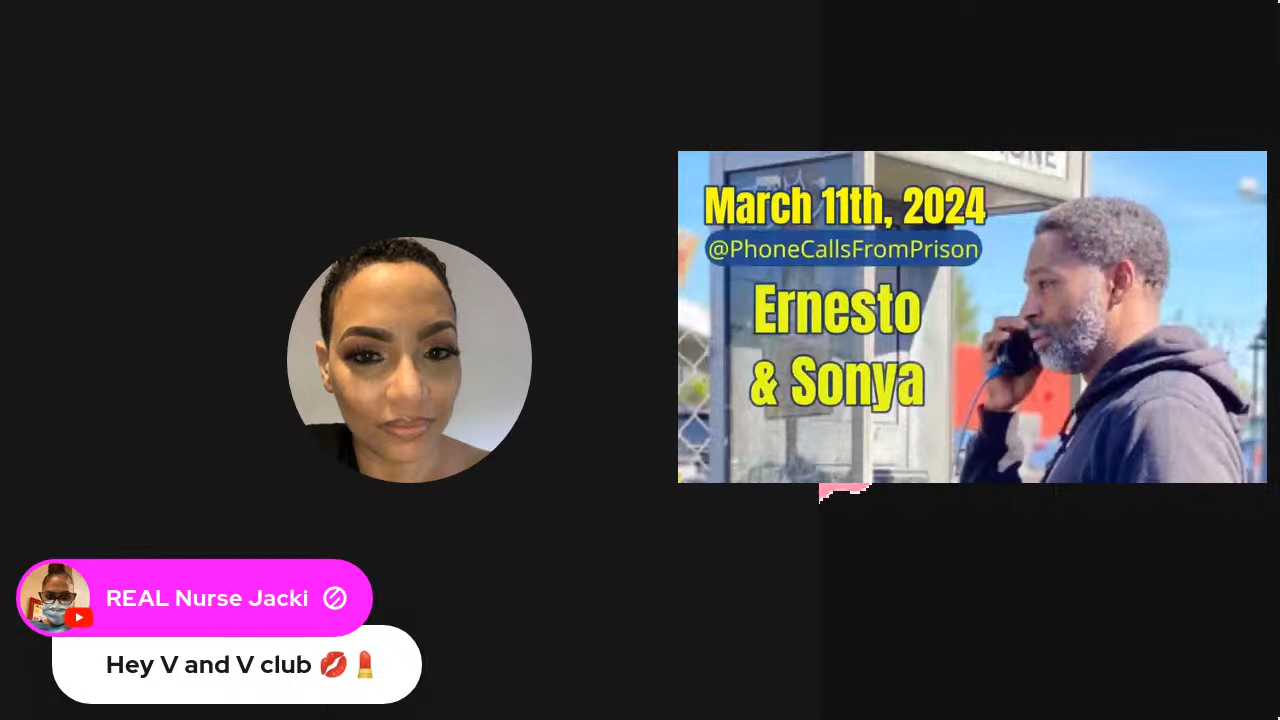 March 11th, 2024
@PhoneCallsFromPrison
Ernesto
& Sonya
REAL Nurse Jacki
Hey V and V club 💋💄